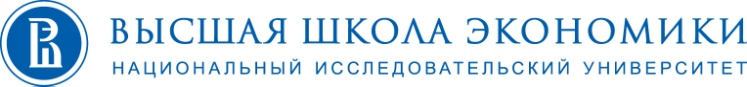 ВЫСШАЯ ШКОЛА ЭКОНОМИКИ
НАЦИОНАЛЬНЫЙ ИССЛЕДОВАТЕЛЬСКИЙ УНИВЕРСИТЕТ